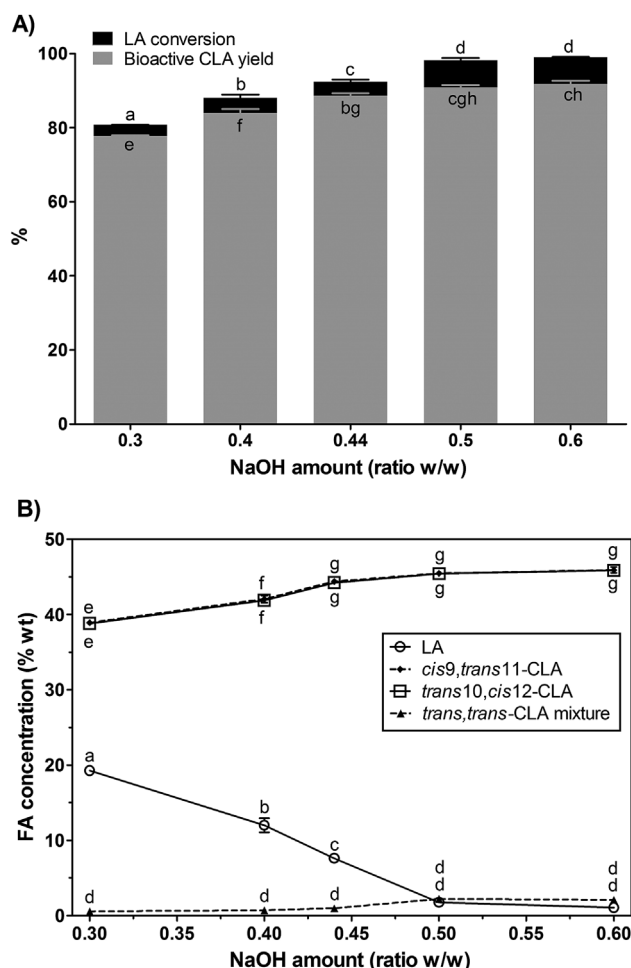 A)
LA conversion
Bioactive CLA yield
100
80
60
40
20
0
%
a
b
c
d
d
e
f
bg
cgh
ch
0.3 0.4 0.44 0.5 0.6
NaOH amount (ratio w/w)
B)
50
40
30
20
10
0
FA concentration (% wt)
e
f
g
g
g
e
f
g
g
g
LA
cis9,trans11-CLA
trans10,cis12-CLA
trans,trans-CLA mixture
a
b
c
d
d
d
d
d
d
d
0.30 0.35 0.40 0.45 0.50 0.55 0.60
NaOH amount (ratio w/w)